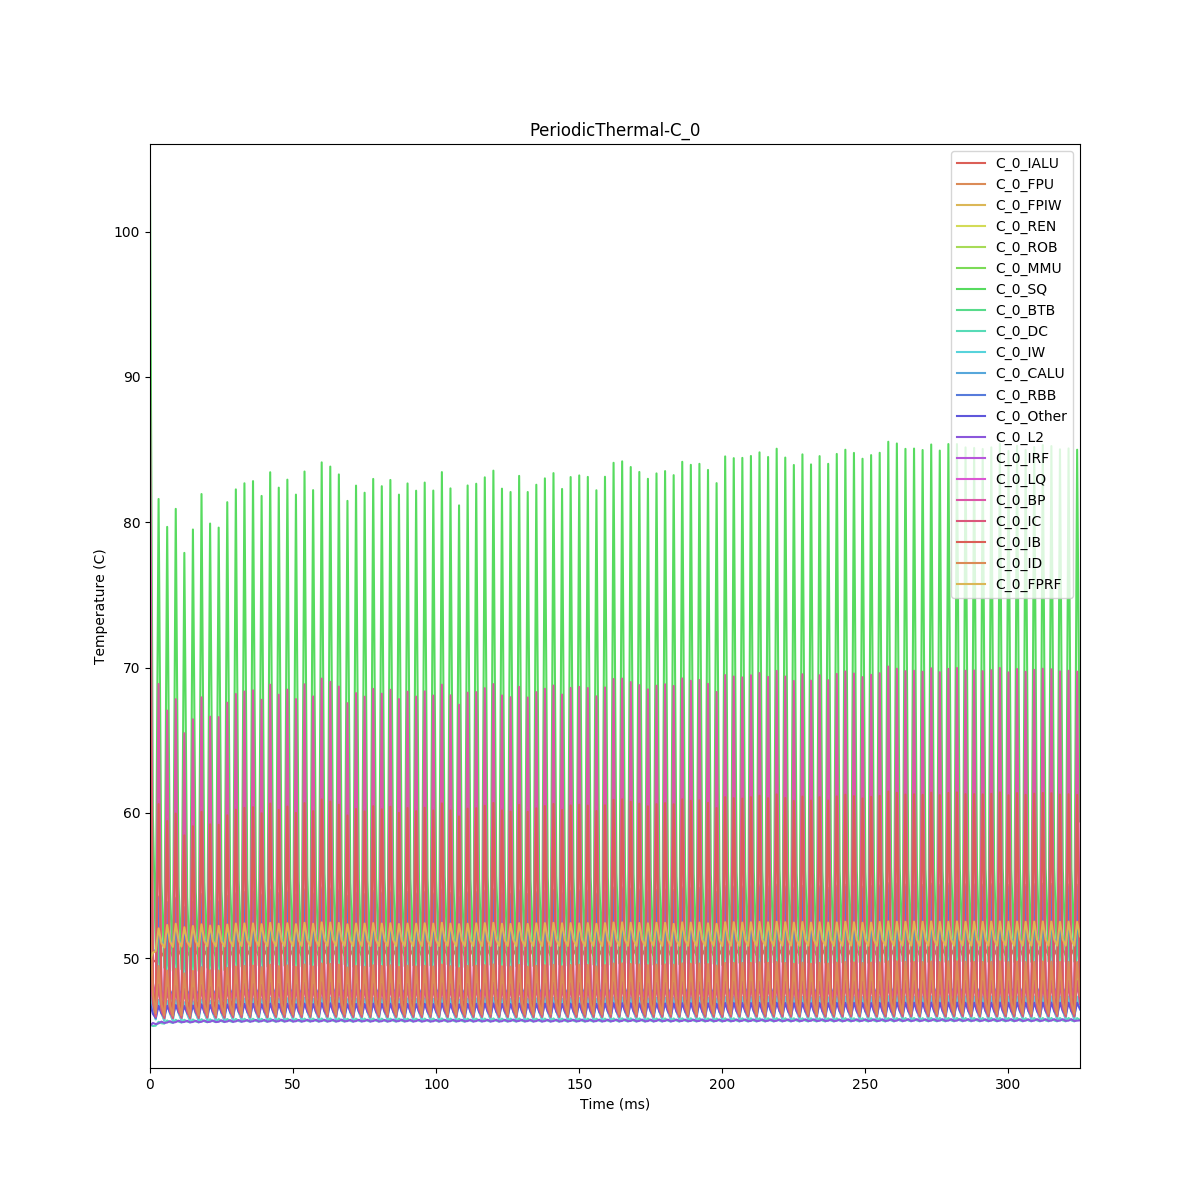 PeriodicThermal-C_0
C_0_IALU
C_0_FPU
C_0_FPIW
C_0_REN
C_0_ROB
C_0_MMU
C_0_SQ
C_0_BTB
C_0_DC
C_0_IW
C_0_CALU
C_0_RBB
C_0_Other
C_0_L2
C_0_IRF
C_0_LQ
C_0_BP
C_0_IC
C_0_IB
C_0_ID
C_0_FPRF
100
90
80
70
60
50
Temperature (C)
0 50 100 150 200 250 300
Time (ms)